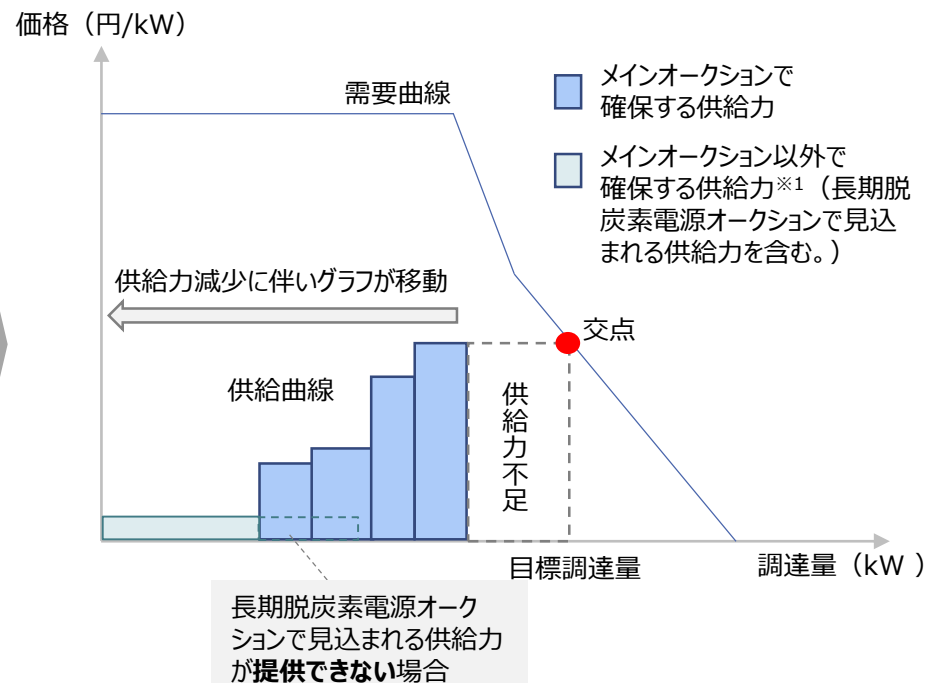 価格（円/kW）
需要曲線
メインオークションで
確保する供給力
メインオークション以外で
確保する供給力※1（長期脱
炭素電源オークションで見込
まれる供給力を含む。）
供給力減少に伴いグラフが移動
交点
供給曲線
供給力不足
目標調達量
調達量（kW ）
長期脱炭素電源オーク
ションで見込まれる供給力
が提供できない場合